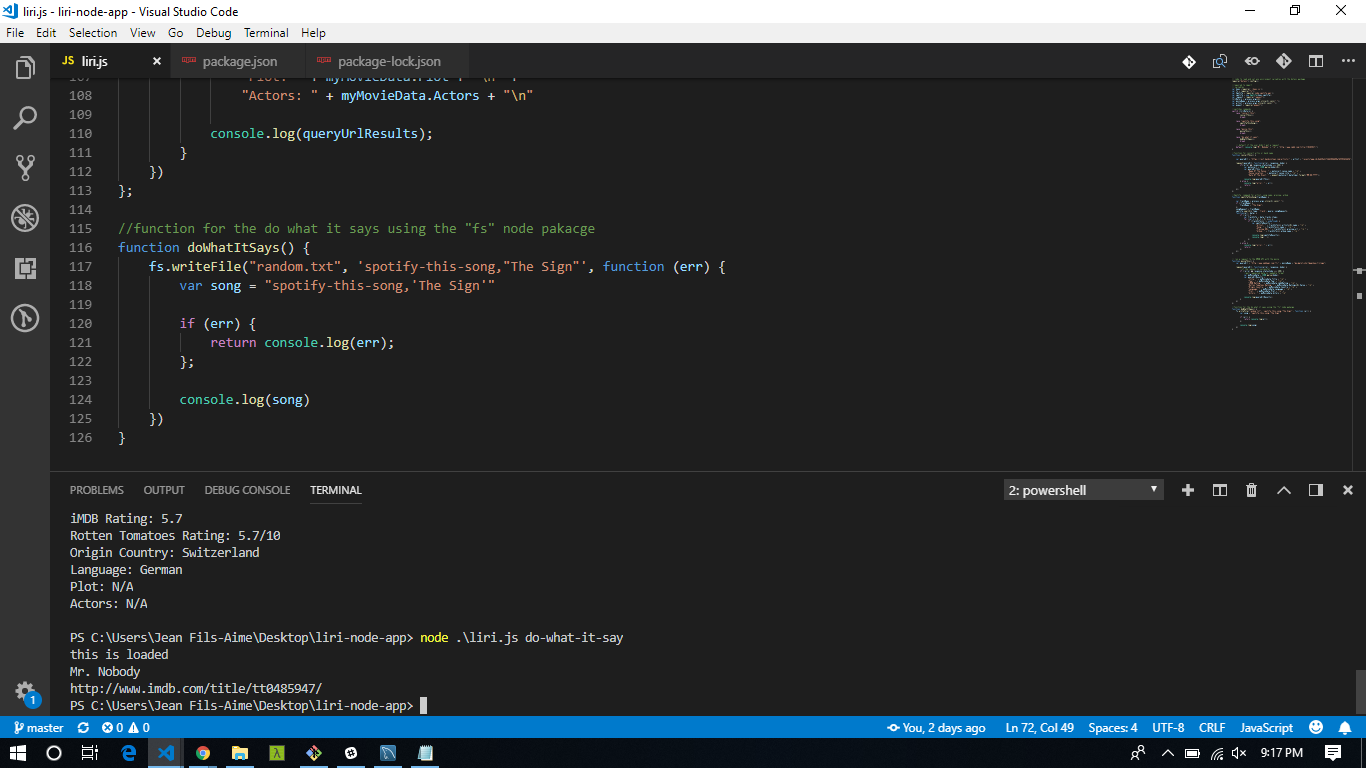 liri.js - liri-node-app - Visual Studio Code
File Edit Selection View Go Debug Terminal Help
JS liri.js package.json package-lock.json
107 "Plot: " + myMovieData.Plot + "\n" +
108 "Actors: " + myMovieData.Actors + "\n"
109
110 console.log(queryUrlResults);
111 }
112 })
113 };
114
115 //function for the do what it says using the "fs" node pakacge
116 function doWhatItSays() {
117 fs.writeFile("random.txt", 'spotify-this-song,"The Sign"', function (err) {
118 var song = "spotify-this-song,'The Sign'"
119
120 if (err) {
121 return console.log(err);
122 };
123
124 console.log(song)
125 })
126 }
PROBLEMS OUTPUT DEBUG CONSOLE TERMINAL 2: powershell
iMDB Rating: 5.7
Rotten Tomatoes Rating: 5.7/10
Origin Country: Switzerland
Language: German
Plot: N/A
Actors: N/A
PS C:\Users\Jean Fils-Aime\Desktop\liri-node-app> node .\liri.js do-what-it-say
this is loaded
Mr. Nobody
http://www.imdb.com/title/tt0485947/
PS C:\Users\Jean Fils-Aime\Desktop\liri-node-app>
1
master 0 0 You, 2 days ago Ln 72, Col 49 Spaces: 4 UTF-8 CRLF JavaScript
9:17 PM